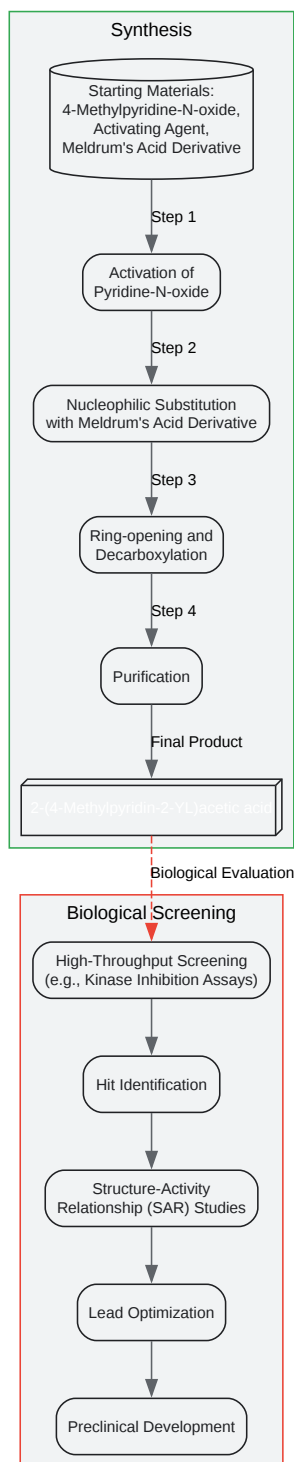 Synthesis
Starting Materials:
4-Methylpyridine-N-oxide,
Activating Agent,
Meldrum's Acid Derivative
Step 1
Activation of
Pyridine-N-oxide
Step 2
Nucleophilic Substitution
with Meldrum's Acid Derivative
Step 3
Ring-opening and
Decarboxylation
Step 4
Purification
Final Product
2-(4-Methylpyridin-2-YL)acetic acid
Biological Evaluation
Biological Screening
High-Throughput Screening
(e.g., Kinase Inhibition Assays)
Hit Identification
Structure-Activity
Relationship (SAR) Studies
Lead Optimization
Preclinical Development